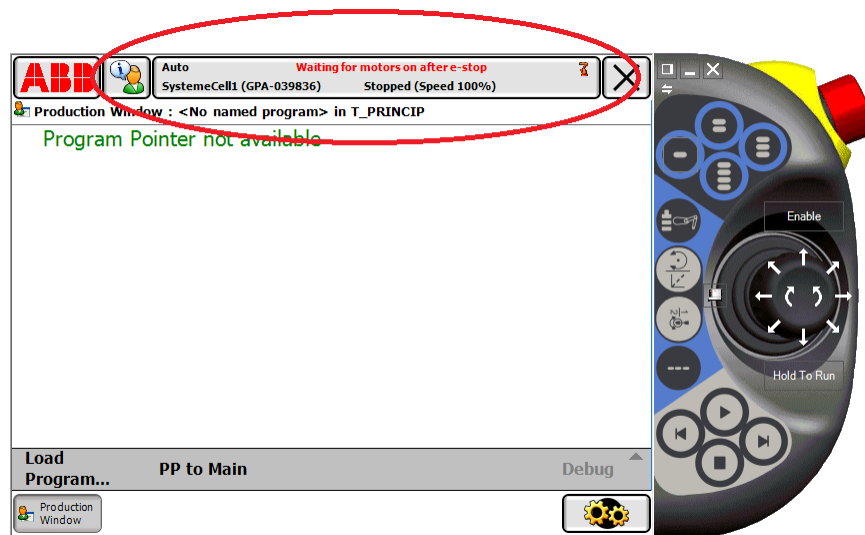 ABB
Auto Waiting for motors on after e-stop
SystemeCell1 (GPA-039836) Stopped (Speed 100%)
Production Window : <No named program> in T_PRINCIP
Program Pointer not available
Enable
Hold To Run
Load
Program...
PP to Main
Debug
Production
Window